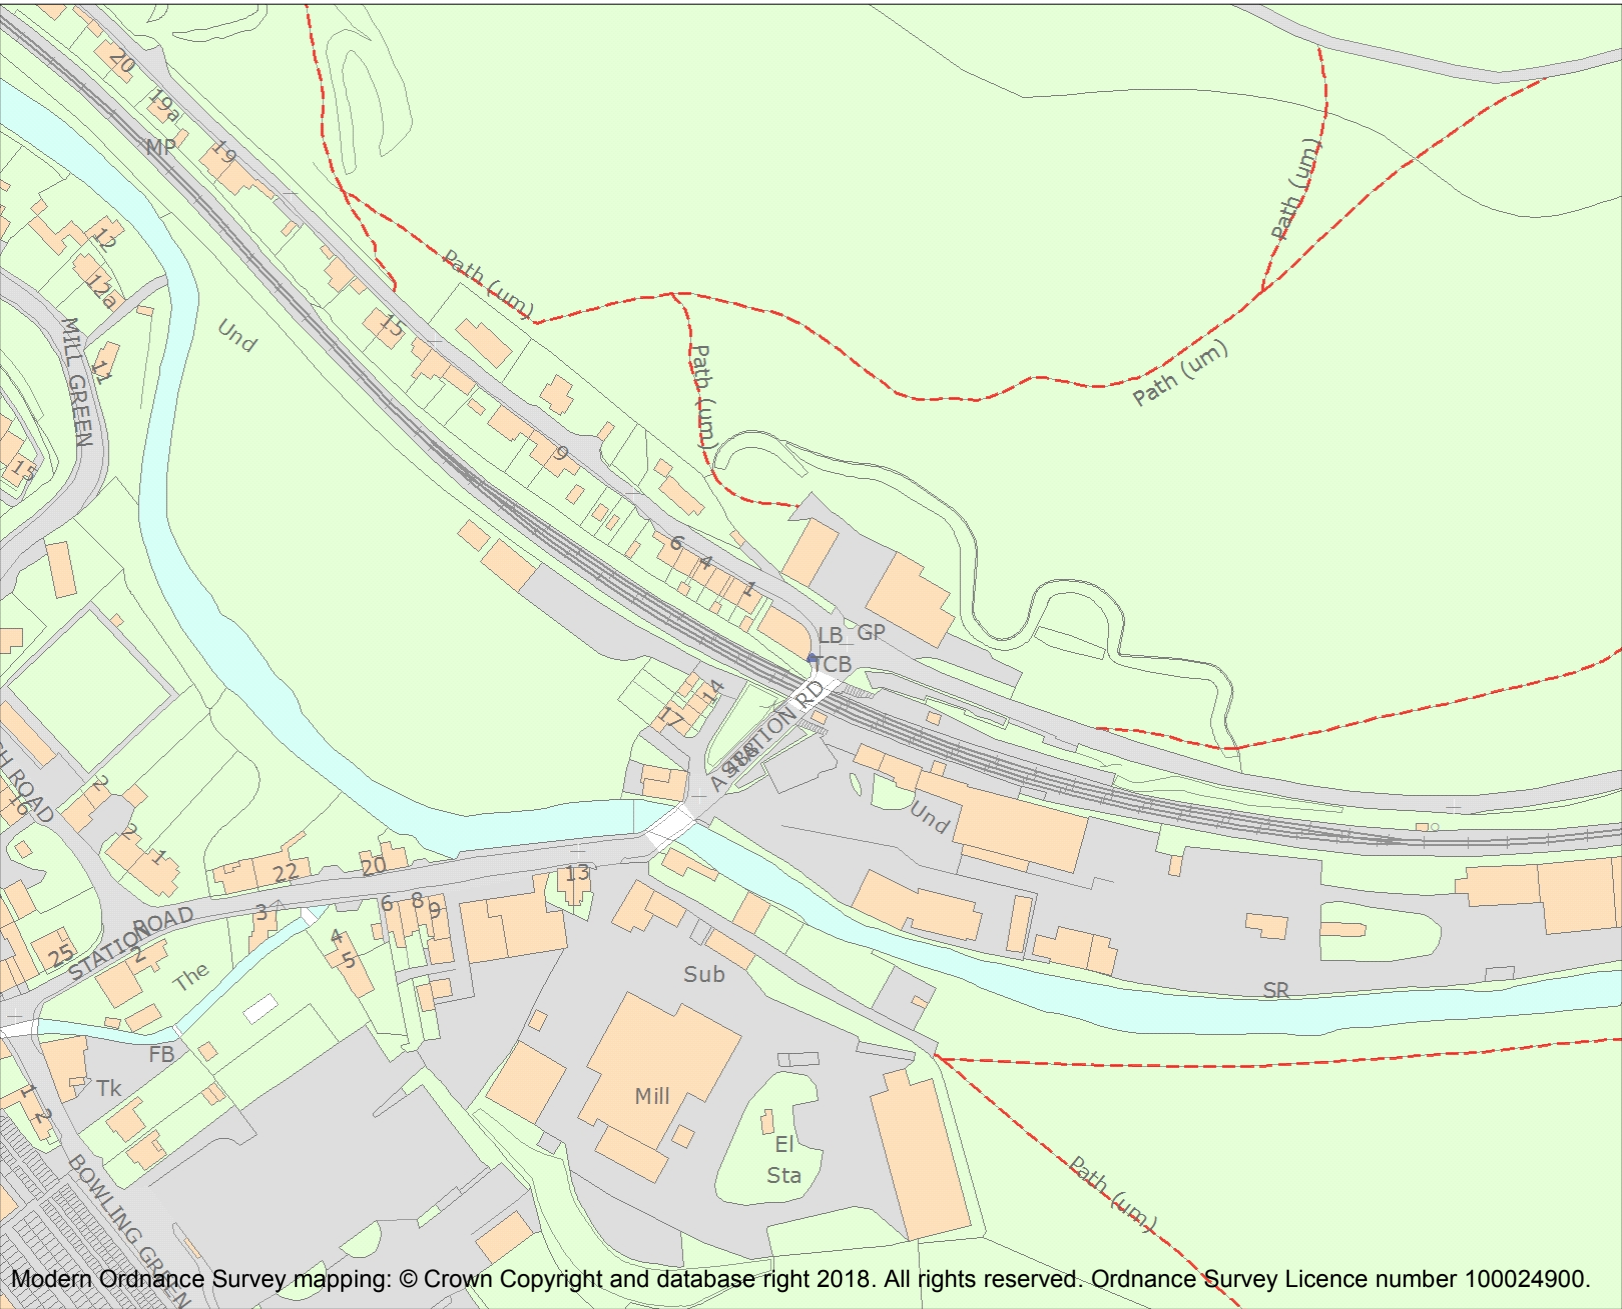 20
19a
MP
19
Path (um)
12
12a
Path (um)
Und
15
MILL GREEN
11
Path (um)
Path (um)
9
15
6
4
1
LB
GP
TCB
14
17
STATION RD
2
16
Und
2
1
22
20
13
3
6
8
9
4
STATION ROAD
2
25
5
The
Sub
SR
FB
Tk
Mill
1
2
El
Sta
BOWLING GREEN
Path (um)
Modern Ordnance Survey mapping: © Crown Copyright and database right 2018. All rights reserved. Ordnance Survey Licence number 100024900.